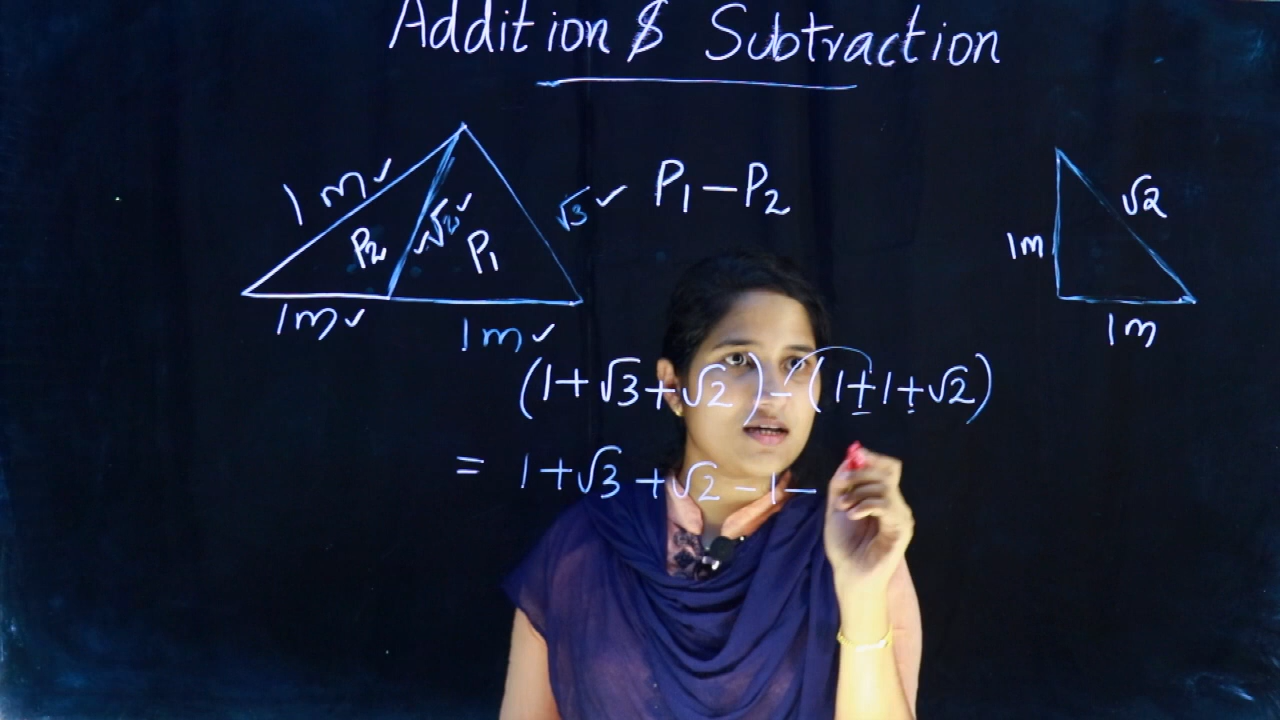 Addition & Subtraction
1m✓
P2
✓√2✓
P1
√3✓
1m✓
1m✓
P1-P2
1m
√2
1m
(1+√3+√2)-(1+1+√2)
= 1+√3+√2-1-